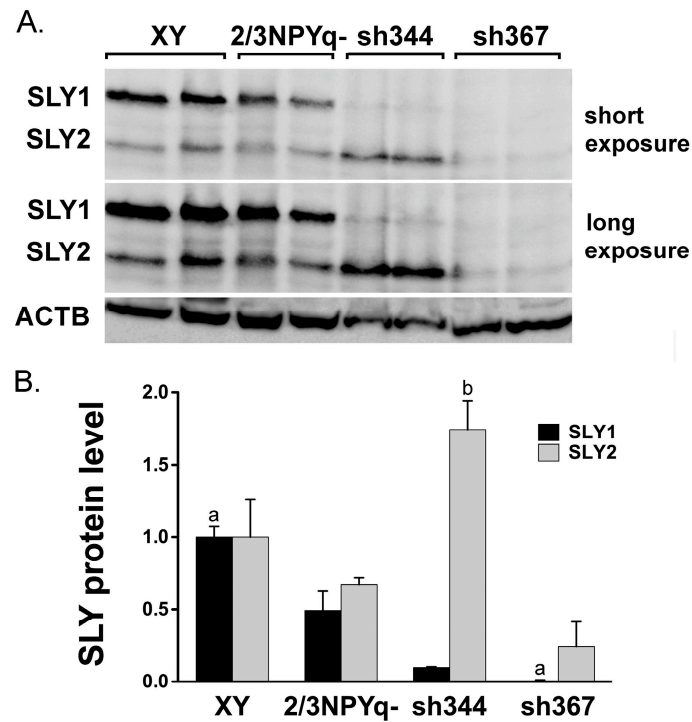 A.
XY 2/3NPYq- sh344 sh367
SLY1
SLY2
short
exposure
SLY1
SLY2
long
exposure
ACTB
B.
SLY protein level
2.0
1.5
1.0
0.5
0.0
a
b
a
SLY1
SLY2
XY 2/3NPYq- sh344 sh367